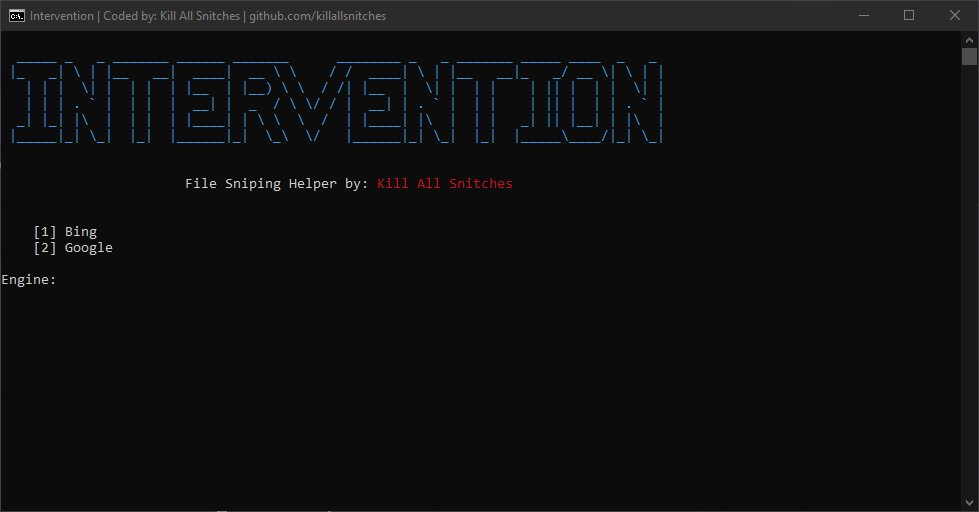 Intervention | Coded by: Kill All Snitches | github.com/killallsnitches
INTERVENTION
File Sniping Helper by: Kill All Snitches
[1] Bing
[2] Google
Engine: